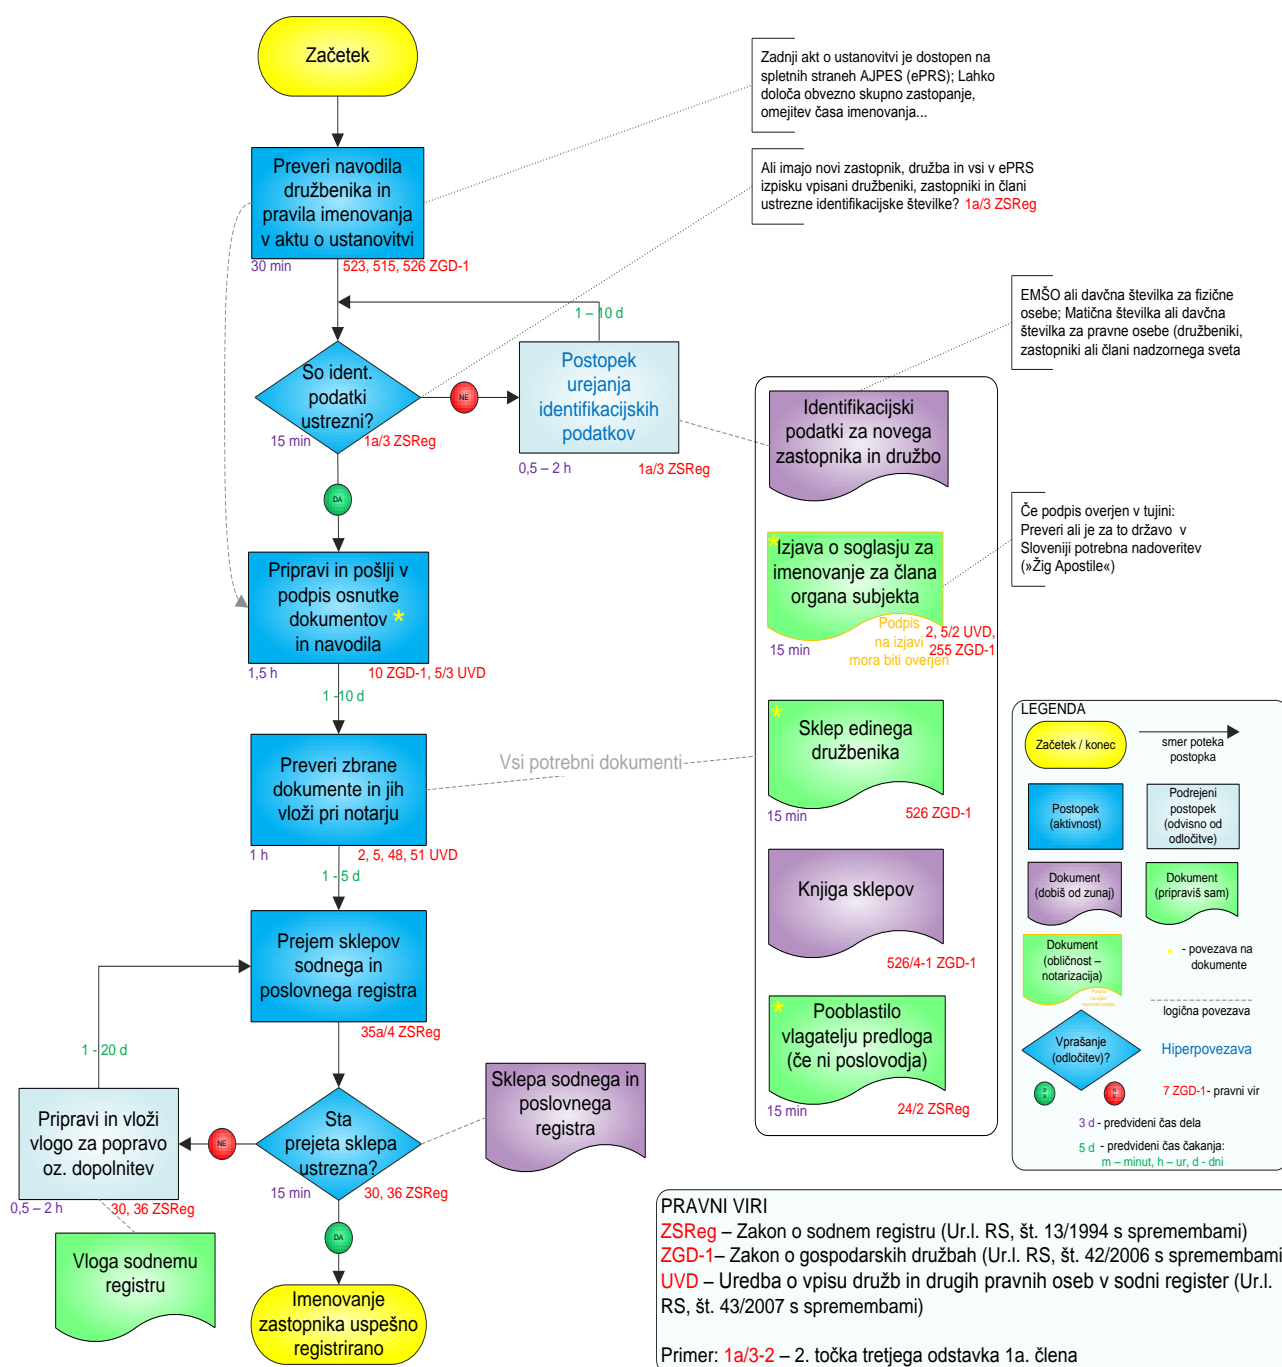 Začetek
Zadnji akt o ustanovitvi je dostopen na
spletnih straneh AJPES (ePRS); Lahko
določa obvezno skupno zastopanje,
omejitev časa imenovanja...
Preveri navodila
družbenika in
pravila imenovanja
v aktu o ustanovitvi
30 min
523, 515, 526 ZGD-1
Ali imajo novi zastopnik, družba in vsi v ePRS
izpisku vpisani družbeniki, zastopniki in člani
ustrezne identifikacijske številke? 1a/3 ZSReg
1 – 10 d
EMŠO ali davčna številka za fizične
osebe; Matična številka ali davčna
številka za pravne osebe (družbeniki,
zastopniki ali člani nadzornega sveta
So ident.
podatki
ustrezni?
15 min
1a/3 ZSReg
NE
Postopek
urejanja
identifikacijskih
podatkov
0,5 – 2 h
1a/3 ZSReg
Identifikacijski
podatki za novega
zastopnika in družbo
DA
Če podpis overjen v tujini:
Preveri ali je za to državo v
Sloveniji potrebna nadoveritev
(»Žig Apostile«)
Pripravi in pošlji v
podpis osnutke
dokumentov *
in navodila
1,5 h
10 ZGD-1, 5/3 UVD
* Izjava o soglasju za
imenovanje za člana
organa subjekta
Podpis
na izjavi
mora biti overjen
15 min
2, 5/2 UVD,
255 ZGD-1
1 -10 d
Preveri zbrane
dokumente in jih
vloži pri notarju
1 h
2, 5, 48, 51 UVD
Vsi potrebni dokumenti
* Sklep edinega
družbenika
15 min
526 ZGD-1
1 - 5 d
Knjiga sklepov
526/4-1 ZGD-1
Prejem sklepov
sodnega in
poslovnega registra
35a/4 ZSReg
* Pooblastilo
vlagatelju predloga
(če ni poslovodja)
15 min
24/2 ZSReg
1 - 20 d
Pripravi in vloži
vlogo za popravo
oz. dopolnitev
0,5 – 2 h
30, 36 ZSReg
NE
Sta
prejeta sklepa
ustrezna?
15 min
30, 36 ZSReg
Sklepa sodnega in
poslovnega
registra
DA
Vloga sodnemu
registru
Imenovanje
zastopnika uspešno
registrirano
LEGENDA
Začetek / konec
smer poteka
postopka
Postopek
(aktivnost)
Podrejeni
postopek
(odvisno od
odločitve)
Dokument
(dobiš od zunaj)
Dokument
(pripraviš sam)
Dokument
(obličnost –
notarizacija)
Podpis
na izjavi
mora biti overjen
* - povezava na
dokumente
logična povezava
Vprašanje
(odločitev)?
Hiperpovezava
DA
NE
7 ZGD-1- pravni vir
3 d - predvideni čas dela
5 d - predvideni čas čakanja:
m – minut, h – ur, d - dni
PRAVNI VIRI
ZSReg – Zakon o sodnem registru (Ur.l. RS, št. 13/1994 s spremembami)
ZGD-1– Zakon o gospodarskih družbah (Ur.l. RS, št. 42/2006 s spremembami
UVD – Uredba o vpisu družb in drugih pravnih oseb v sodni register (Ur.l.
RS, št. 43/2007 s spremembami)
Primer: 1a/3-2 – 2. točka tretjega odstavka 1a. člena